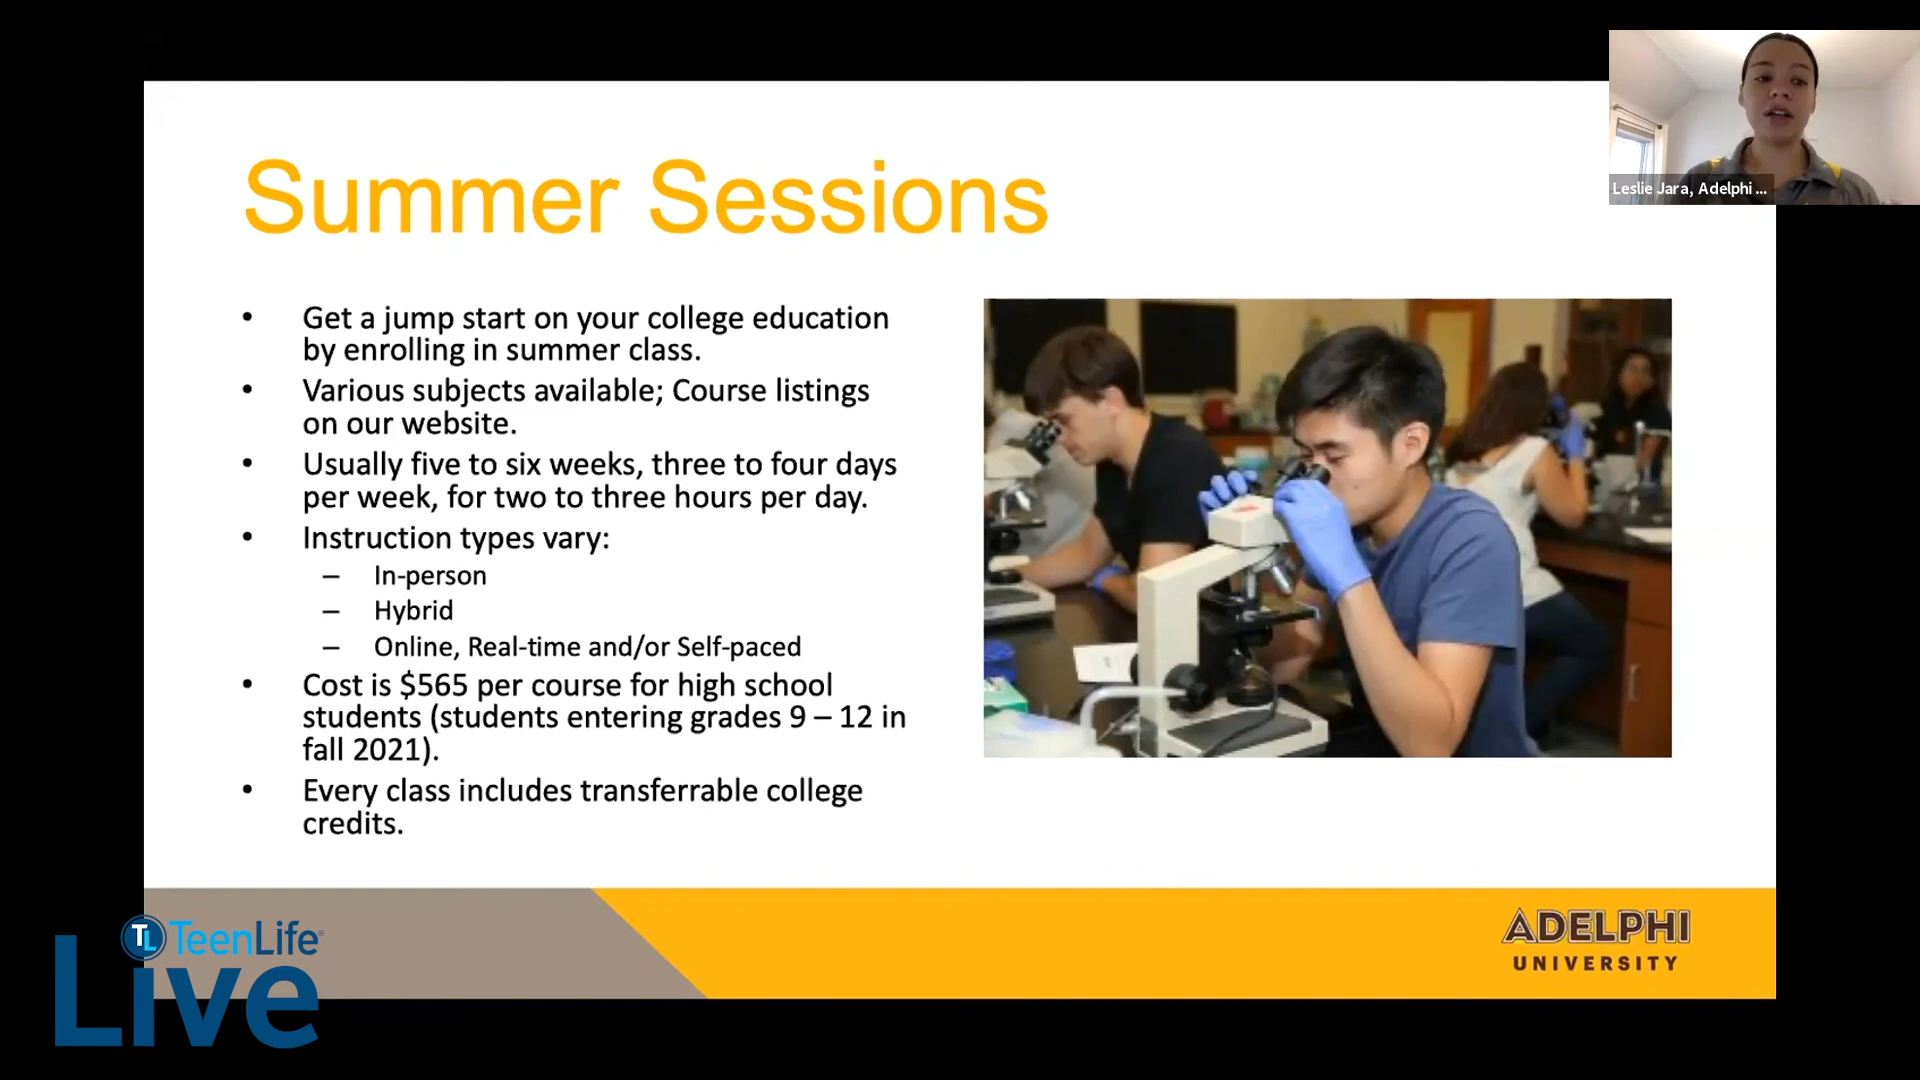 Summer Sessions
Leslie Jara, Adelphi ...
• Get a jump start on your college education
by enrolling in summer class.
• Various subjects available; Course listings
on our website.
• Usually five to six weeks, three to four days
per week, for two to three hours per day.
• Instruction types vary:
– In-person
– Hybrid
– Online, Real-time and/or Self-paced
• Cost is $565 per course for high school
students (students entering grades 9 – 12 in
fall 2021).
• Every class includes transferrable college
credits.
TL TeenLife®
Live
ADELPHI
UNIVERSITY